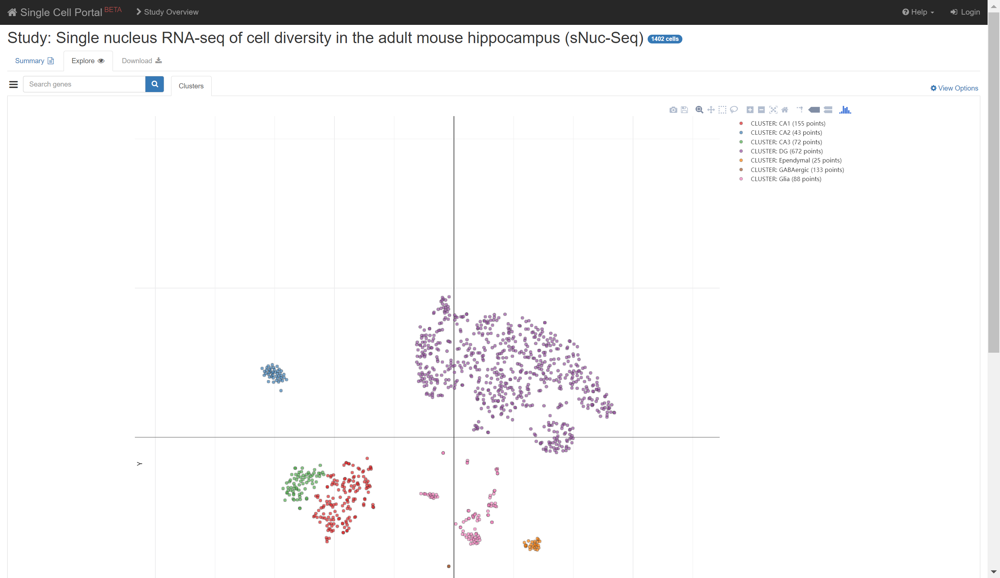 Single Cell Portal BETA
Study Overview
Help
Login
Study: Single nucleus RNA-seq of cell diversity in the adult mouse hippocampus (sNuc-Seq) 1402 cells
Summary
Explore
Download
Search genes
Clusters
View Options
CLUSTER: CA1 (155 points)
CLUSTER: CA2 (43 points)
CLUSTER: CA3 (72 points)
CLUSTER: DG (672 points)
CLUSTER: Ependymal (25 points)
CLUSTER: GABAergic (133 points)
CLUSTER: Glia (88 points)
Y